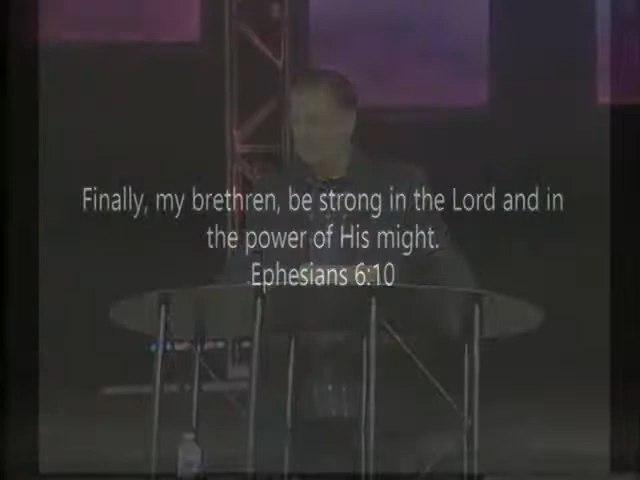 Finally, my brethren, be strong in the Lord and in
the power of His might.
Ephesians 6:10